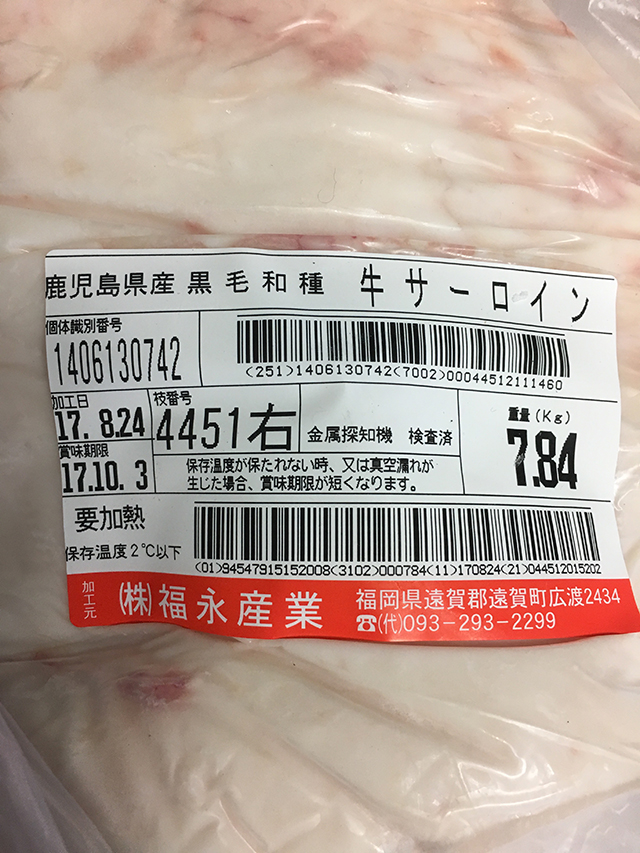 鹿児島県産 黒毛和種 牛サーロイン
個体識別番号
1406130742
(251)1406130742(7002)00044512111460
加工日
17. 8.24
枝番号
4451右
金属探知機 検査済
重量(Kg)
7.84
賞味期限
17.10. 3
保存温度が保たれない時、又は真空漏れが
生じた場合、賞味期限が短くなります。
要加熱
保存温度2℃以下
(01)94547915152008(3102)000784(11)170824(21)044512015202
加工元
(株)福永産業
福岡県遠賀郡遠賀町広渡2434
☎(代)093-293-2299